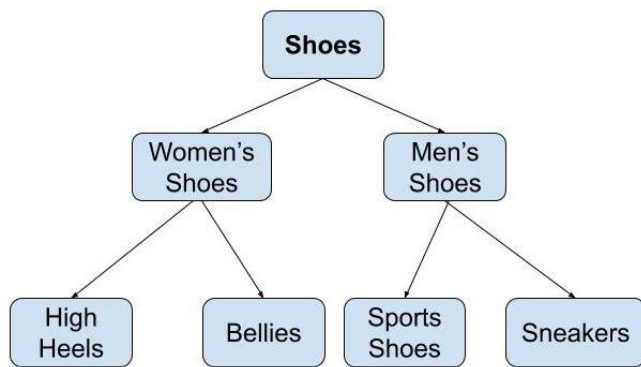 Shoes
Women's
Shoes
Men's
Shoes
High
Heels
Bellies
Sports
Shoes
Sneakers